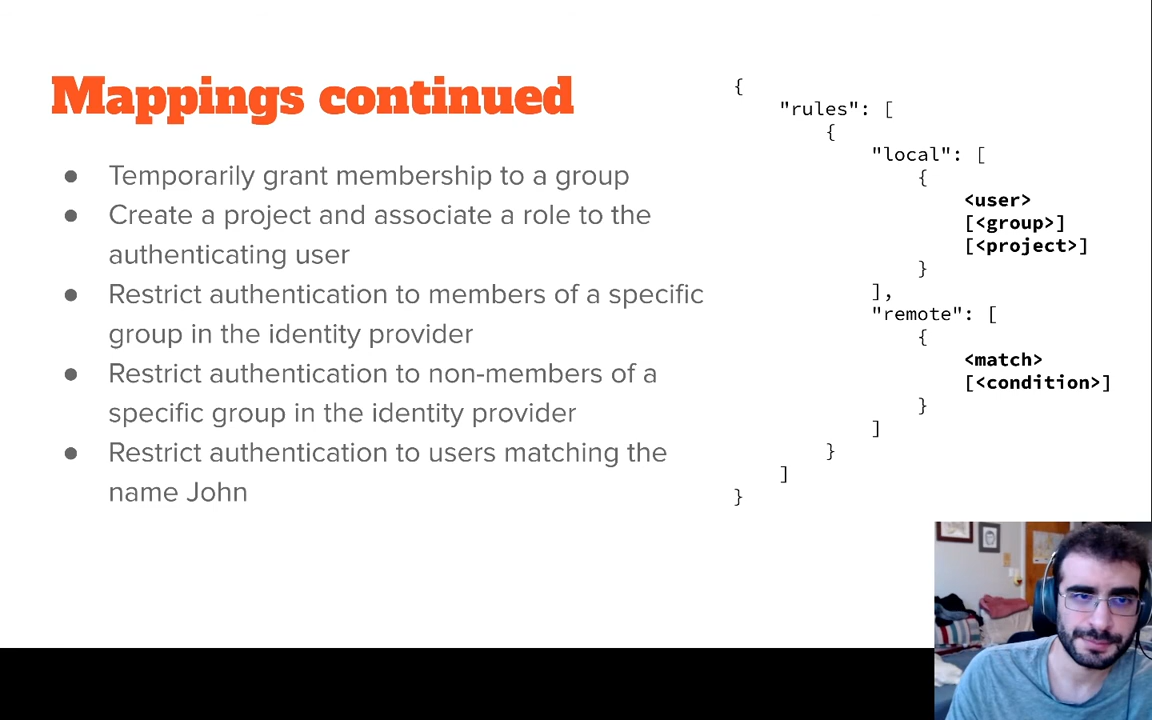 Mappings continued
● Temporarily grant membership to a group
● Create a project and associate a role to the
authenticating user
● Restrict authentication to members of a specific
group in the identity provider
● Restrict authentication to non-members of a
specific group in the identity provider
● Restrict authentication to users matching the
name John
{
"rules": [
{
"local": [
{
<user>
[<group>]
[<project>]
}
],
"remote": [
{
<match>
[<condition>]
}
]
}
]
}